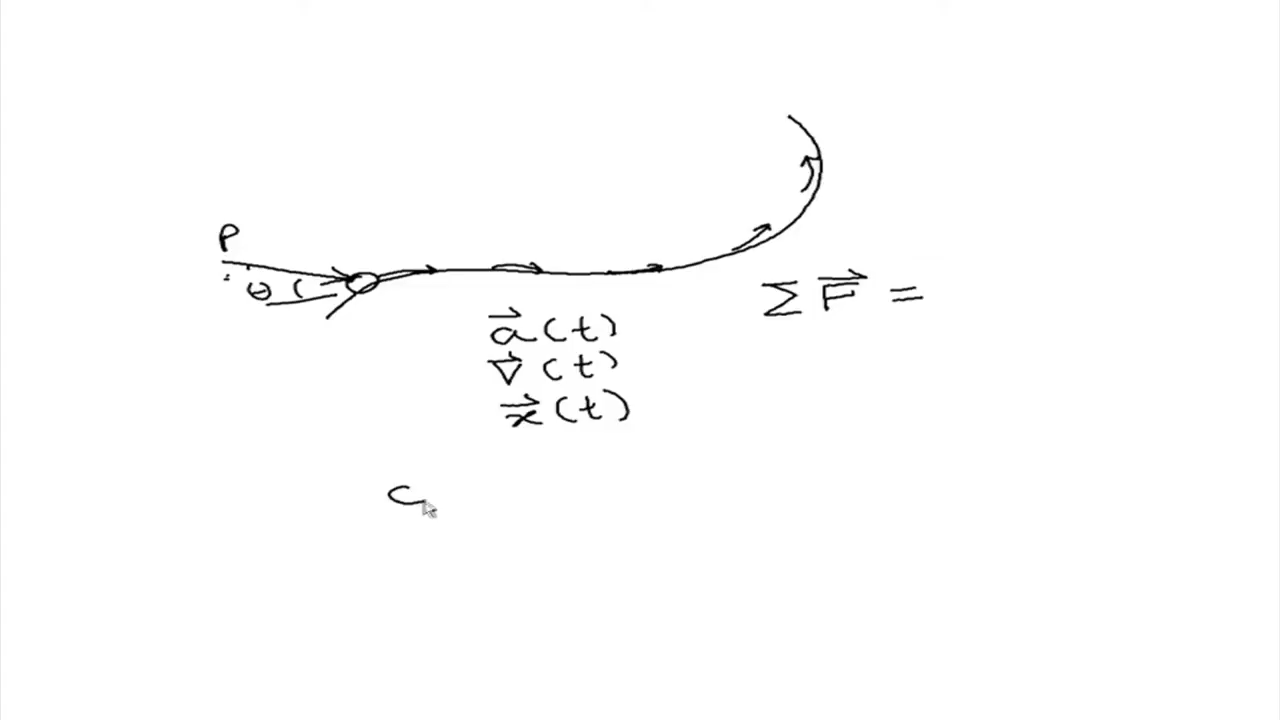 P
θ
ΣF⃗ =
a⃗(t)
v⃗(t)
x⃗(t)
C